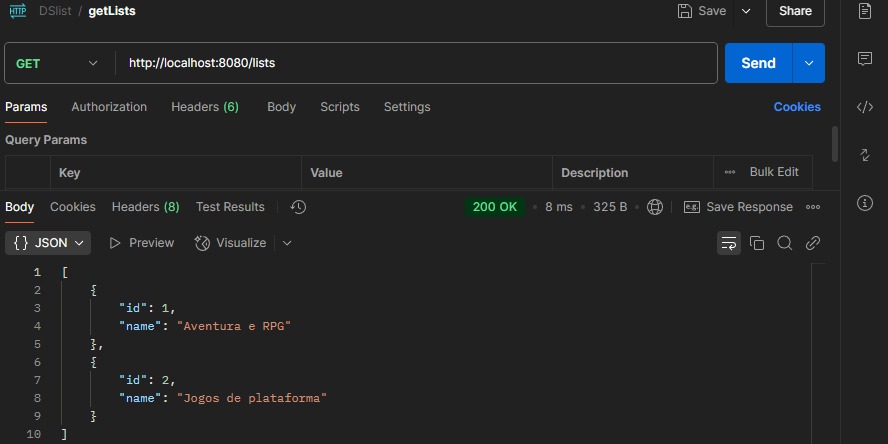 HTTP DSlist / getLists Save Share
GET http://localhost:8080/lists Send
Params Authorization Headers (6) Body Scripts Settings Cookies
Query Params
Key Value Description ••• Bulk Edit
Body Cookies Headers (8) Test Results 200 OK • 8 ms • 325 B • e.g. Save Response •••
{} JSON Preview Visualize
1 [
2 {
3 "id": 1,
4 "name": "Aventura e RPG"
5 },
6 {
7 "id": 2,
8 "name": "Jogos de plataforma"
9 }
10 ]